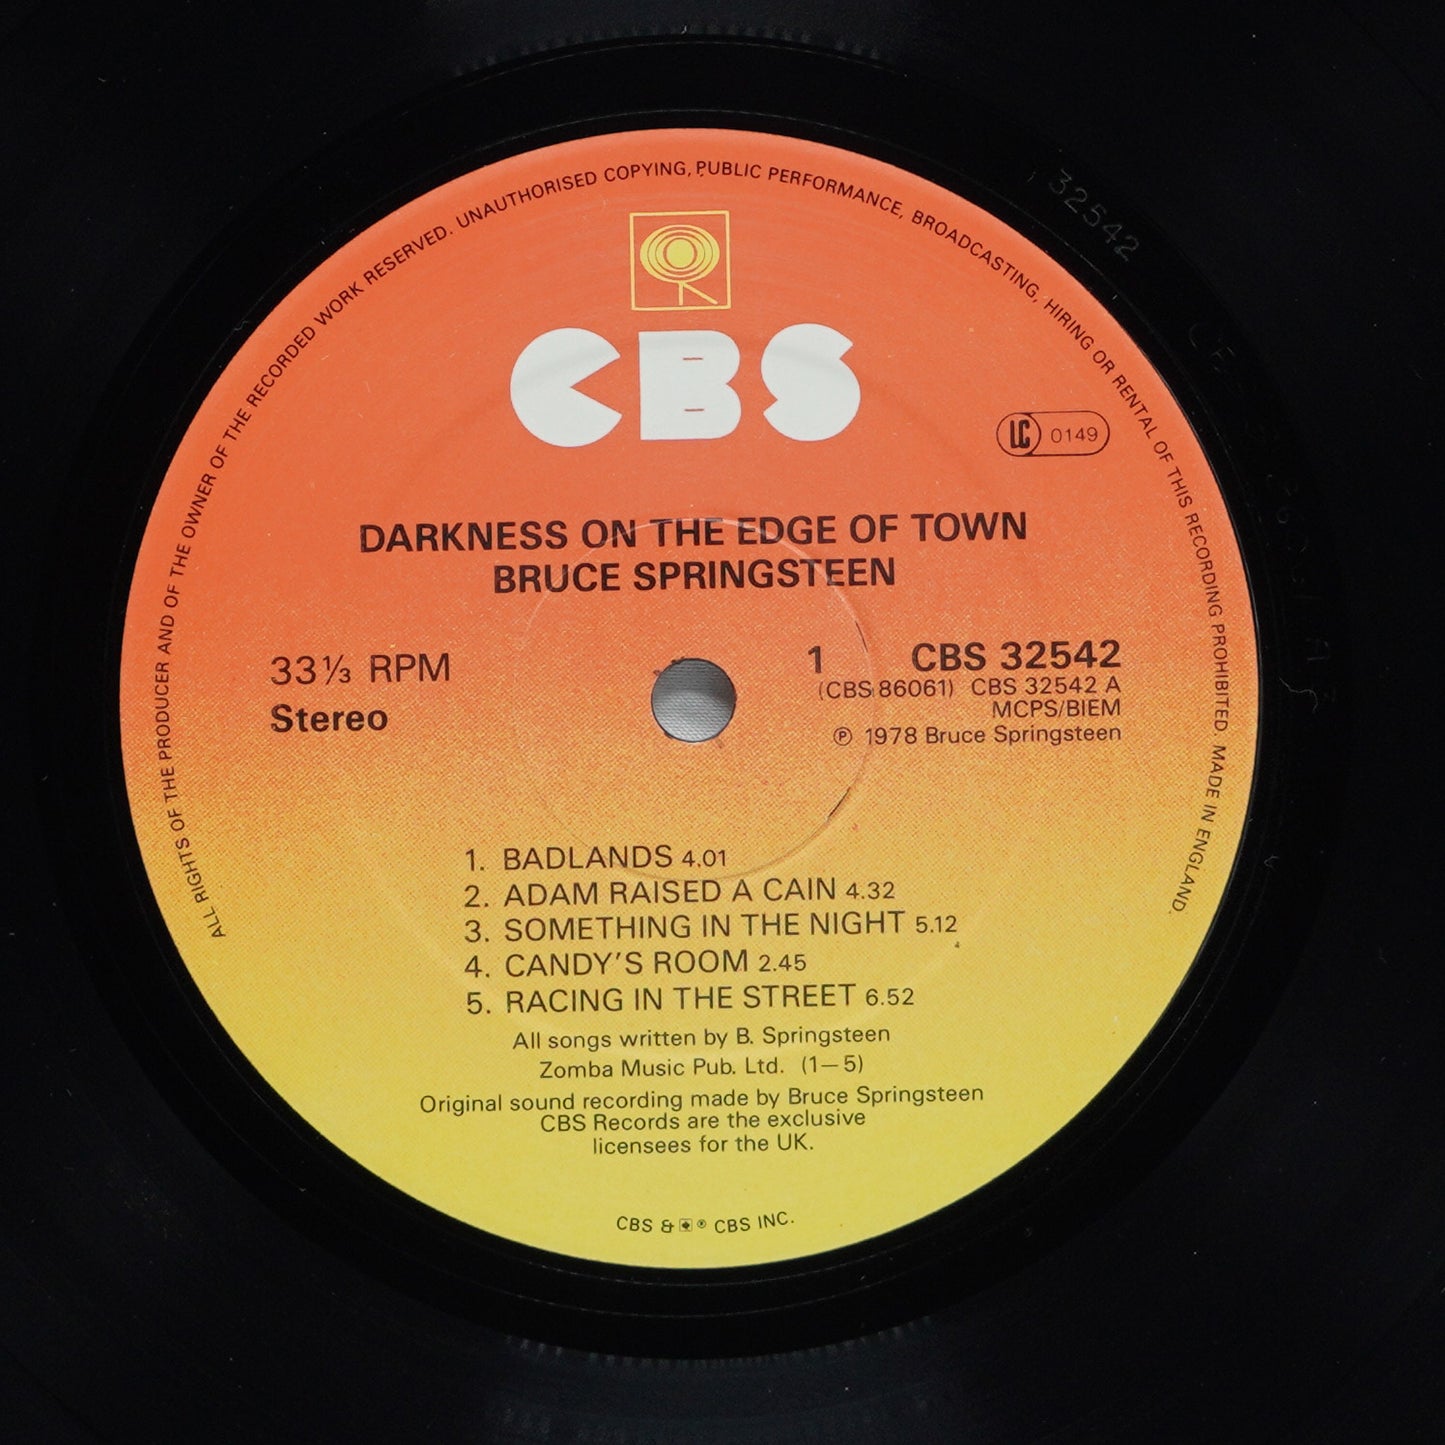 ALL RIGHTS OF THE PRODUCER AND OF THE OWNER OF THE RECORDED WORK RESERVED. UNAUTHORISED COPYING, PUBLIC PERFORMANCE, BROADCASTING, HIRING OR RENTAL OF THIS RECORDING PROHIBITED. MADE IN ENGLAND.
32542
CBS
LC 0149
DARKNESS ON THE EDGE OF TOWN
BRUCE SPRINGSTEEN
33⅓ RPM
Stereo
1 CBS 32542
(CBS 86061) CBS 32542 A
MCPS/BIEM
℗ 1978 Bruce Springsteen
1. BADLANDS 4.01
2. ADAM RAISED A CAIN 4.32
3. SOMETHING IN THE NIGHT 5.12
4. CANDY'S ROOM 2.45
5. RACING IN THE STREET 6.52
All songs written by B. Springsteen
Zomba Music Pub. Ltd. (1–5)
Original sound recording made by Bruce Springsteen
CBS Records are the exclusive
licensees for the UK.
CBS & ® CBS INC.